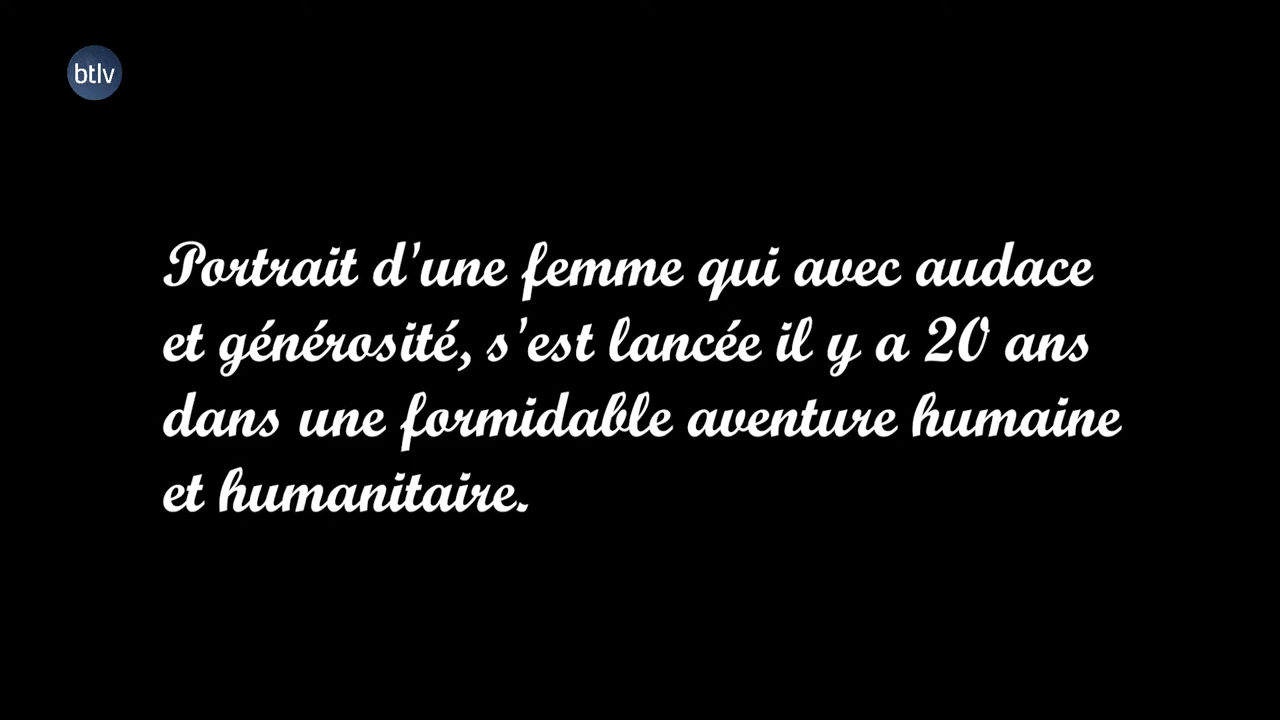 btlv
Portrait d'une femme qui avec audace
et générosité, s'est lancée il y a 20 ans
dans une formidable aventure humaine
et humanitaire.